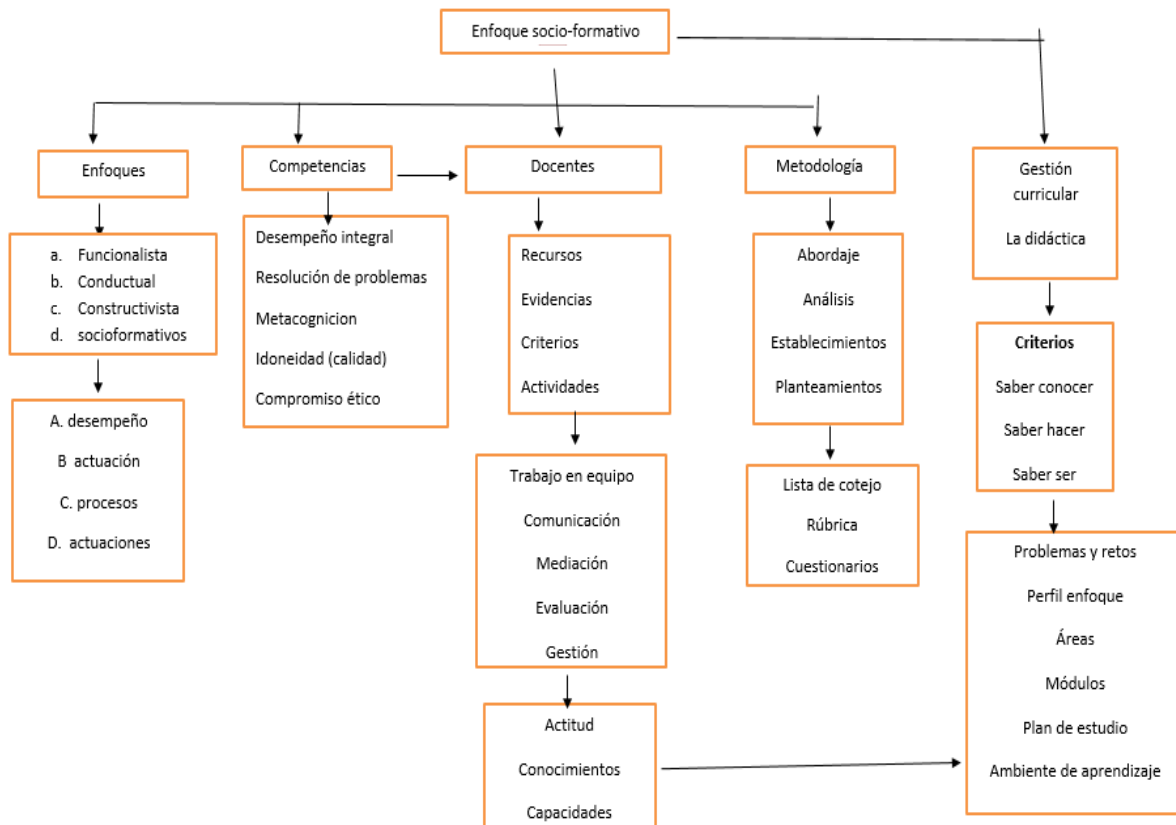 Enfoque socio-formativo
Enfoques
Competencias
Docentes
Metodología
Gestión
curricular
La didáctica
a. Funcionalista
b. Conductual
c. Constructivista
d. socioformativos
Desempeño integral
Resolución de problemas
Metacognicion
Idoneidad (calidad)
Compromiso ético
Recursos
Evidencias
Criterios
Actividades
Abordaje
Análisis
Establecimientos
Planteamientos
Criterios
Saber conocer
Saber hacer
Saber ser
A. desempeño
B actuación
C. procesos
D. actuaciones
Trabajo en equipo
Comunicación
Mediación
Evaluación
Gestión
Lista de cotejo
Rúbrica
Cuestionarios
Problemas y retos
Perfil enfoque
Áreas
Módulos
Plan de estudio
Ambiente de aprendizaje
Actitud
Conocimientos
Capacidades